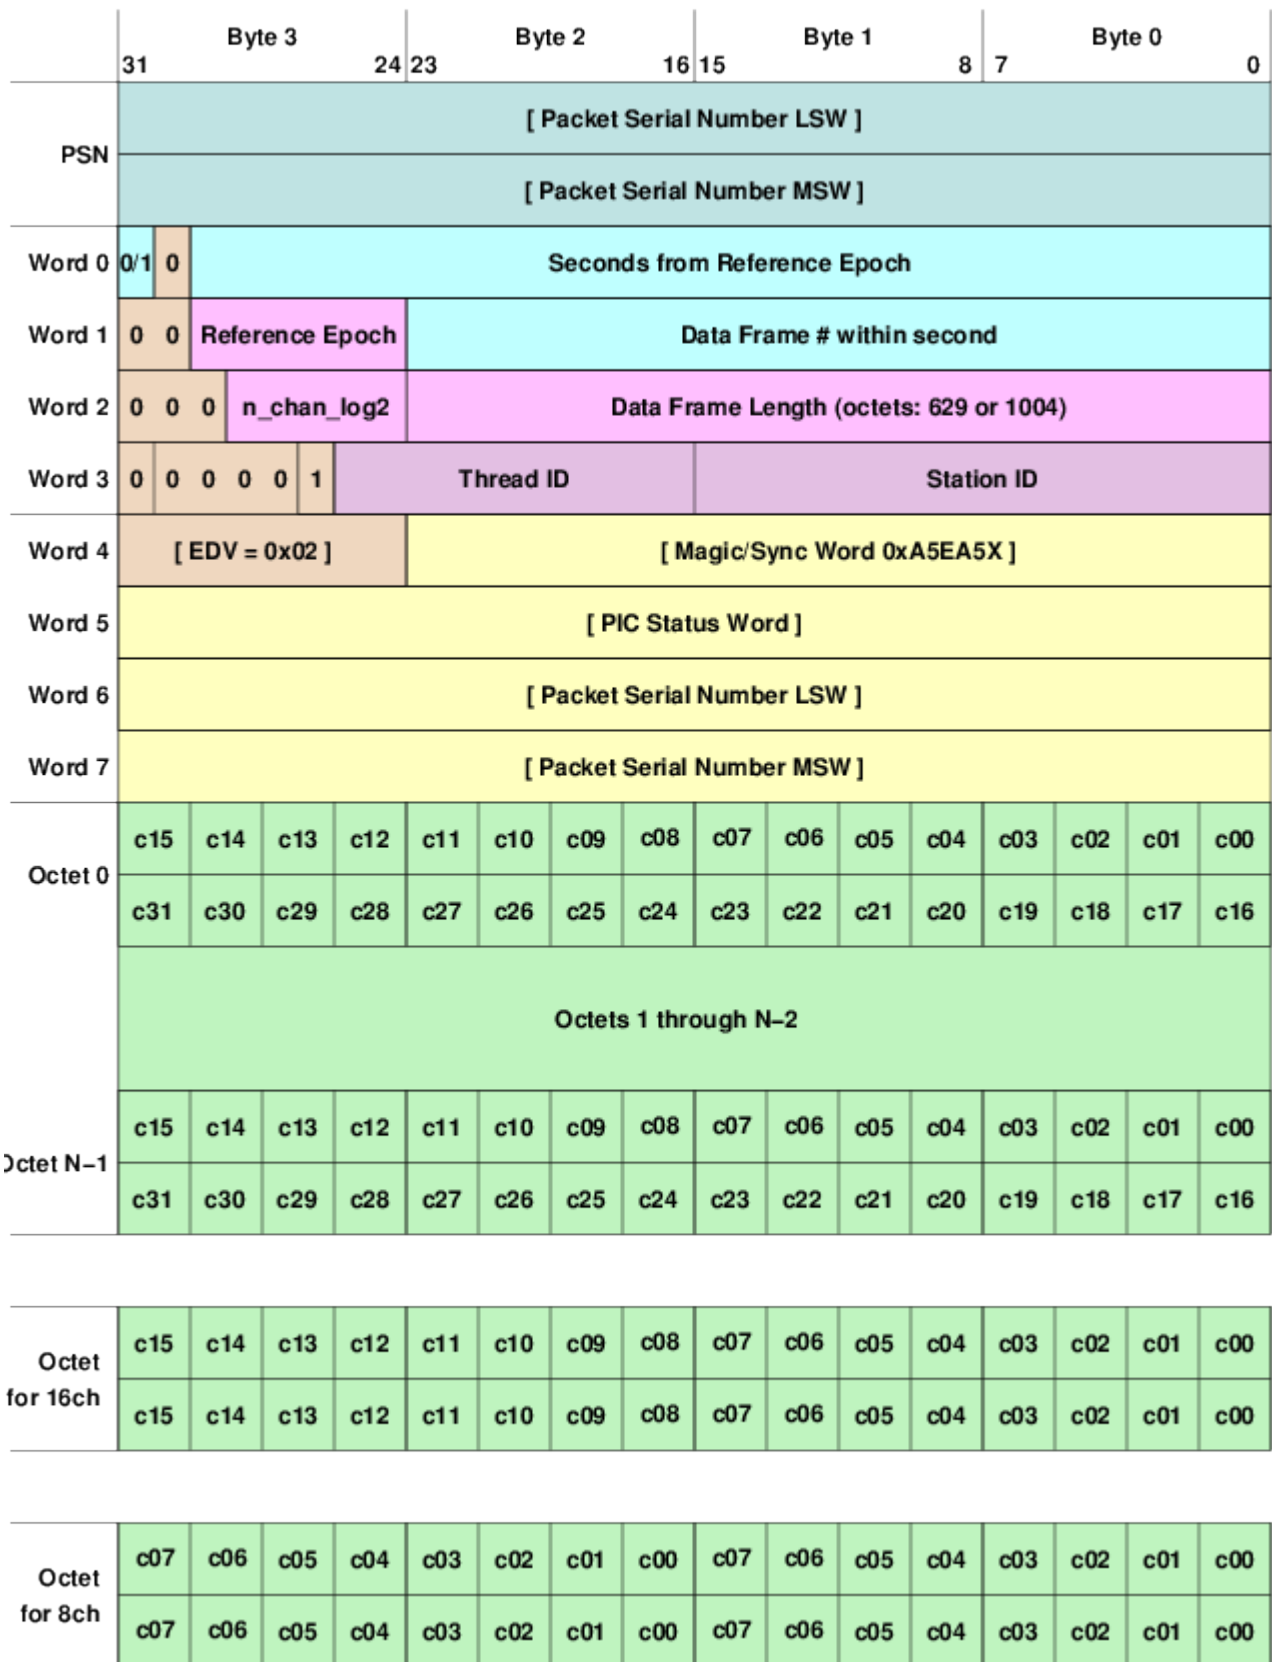 Byte 3 Byte 2 Byte 1 Byte 0
31 24 23 16 15 8 7 0
[ Packet Serial Number LSW ]
PSN
[ Packet Serial Number MSW ]
Word 0 0/1 0 Seconds from Reference Epoch
Word 1 0 0 Reference Epoch Data Frame # within second
Word 2 0 0 0 n_chan_log2 Data Frame Length (octets: 629 or 1004)
Word 3 0 0 0 0 0 1 Thread ID Station ID
Word 4 [ EDV = 0x02 ] [ Magic/Sync Word 0xA5EA5X ]
Word 5 [ PIC Status Word ]
Word 6 [ Packet Serial Number LSW ]
Word 7 [ Packet Serial Number MSW ]
c15 c14 c13 c12 c11 c10 c09 c08 c07 c06 c05 c04 c03 c02 c01 c00
Octet 0
c31 c30 c29 c28 c27 c26 c25 c24 c23 c22 c21 c20 c19 c18 c17 c16
Octets 1 through N–2
c15 c14 c13 c12 c11 c10 c09 c08 c07 c06 c05 c04 c03 c02 c01 c00
Octet N–1
c31 c30 c29 c28 c27 c26 c25 c24 c23 c22 c21 c20 c19 c18 c17 c16
c15 c14 c13 c12 c11 c10 c09 c08 c07 c06 c05 c04 c03 c02 c01 c00
Octet
for 16ch
c15 c14 c13 c12 c11 c10 c09 c08 c07 c06 c05 c04 c03 c02 c01 c00
c07 c06 c05 c04 c03 c02 c01 c00 c07 c06 c05 c04 c03 c02 c01 c00
Octet
for 8ch
c07 c06 c05 c04 c03 c02 c01 c00 c07 c06 c05 c04 c03 c02 c01 c00